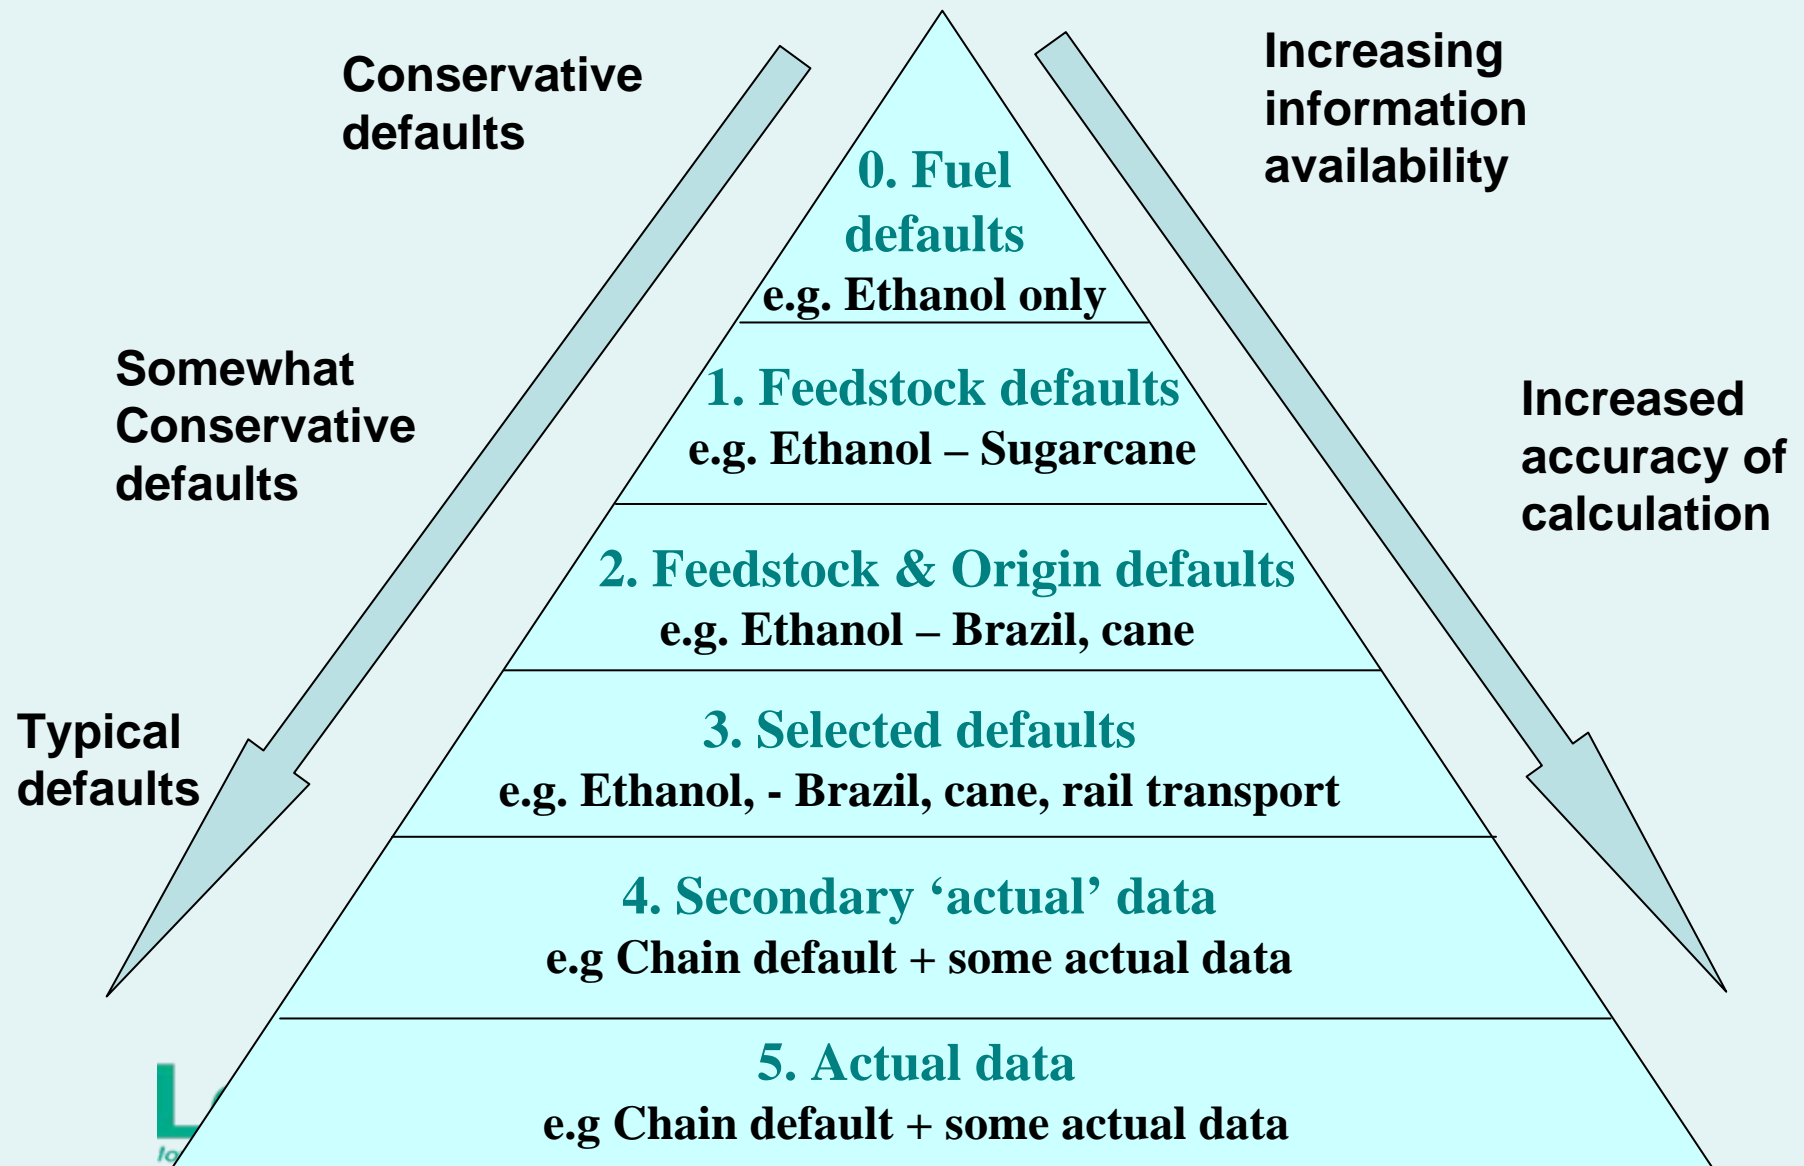 Conservative
defaults
Increasing
information
availability
0. Fuel
defaults
e.g. Ethanol only
Somewhat
Conservative
defaults
1. Feedstock defaults
e.g. Ethanol – Sugarcane
Increased
accuracy of
calculation
2. Feedstock & Origin defaults
e.g. Ethanol – Brazil, cane
Typical
defaults
3. Selected defaults
e.g. Ethanol, - Brazil, cane, rail transport
4. Secondary ‘actual’ data
e.g Chain default + some actual data
5. Actual data
e.g Chain default + some actual data